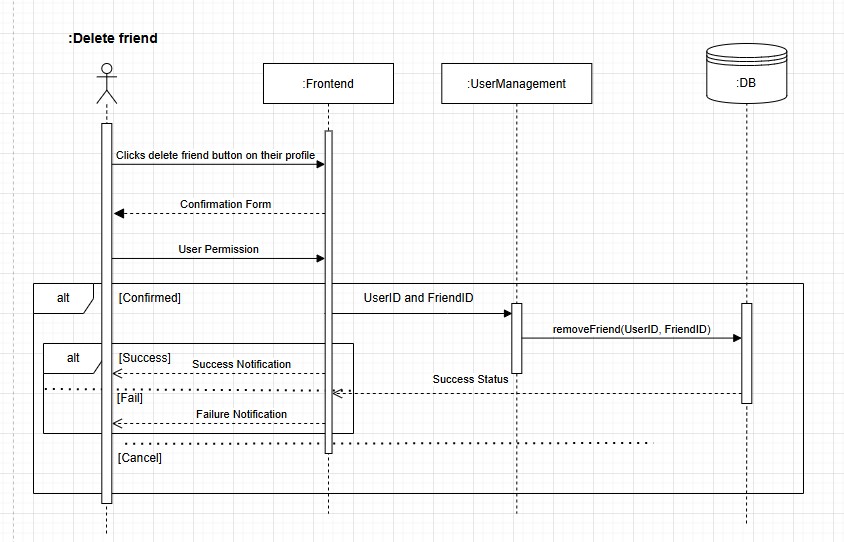 :Delete friend
:Frontend
:UserManagement
:DB
Clicks delete friend button on their profile
Confirmation Form
User Permission
alt
[Confirmed]
UserID and FriendID
removeFriend(UserID, FriendID)
alt
[Success]
Success Notification
Success Status
[Fail]
Failure Notification
[Cancel]